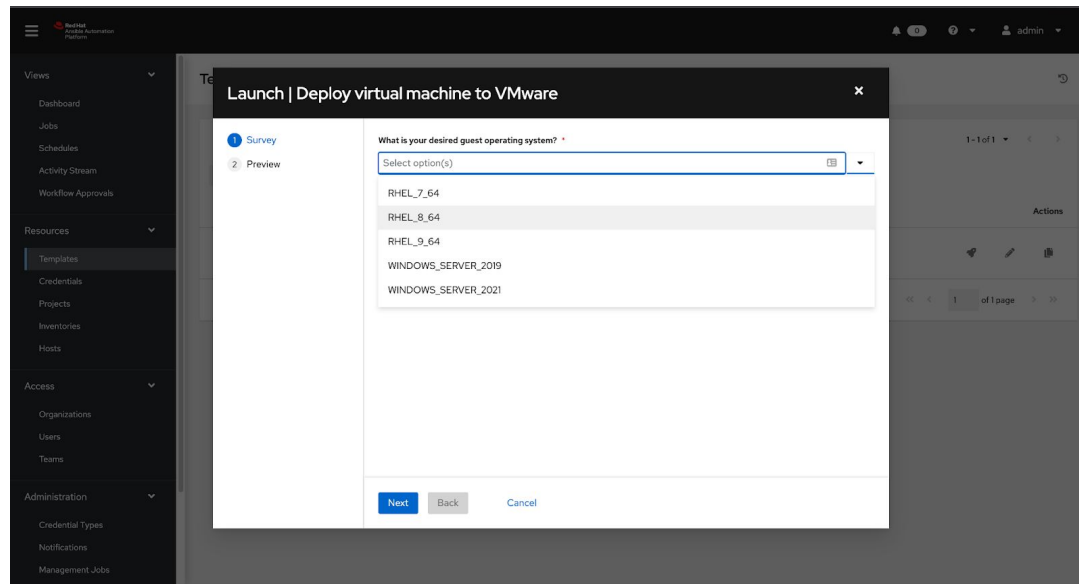 Red Hat
Ansible Automation
Platform
0
admin
Views
Dashboard
Jobs
Schedules
Activity Stream
Workflow Approvals
Resources
Templates
Credentials
Projects
Inventories
Hosts
Access
Organizations
Users
Teams
Administration
Credential Types
Notifications
Management Jobs
Te
Launch | Deploy virtual machine to VMware
1 Survey
2 Preview
What is your desired guest operating system? *
Select option(s)
RHEL_7_64
RHEL_8_64
RHEL_9_64
WINDOWS_SERVER_2019
WINDOWS_SERVER_2021
Next Back Cancel
1-1 of 1
Actions
1 of 1 page